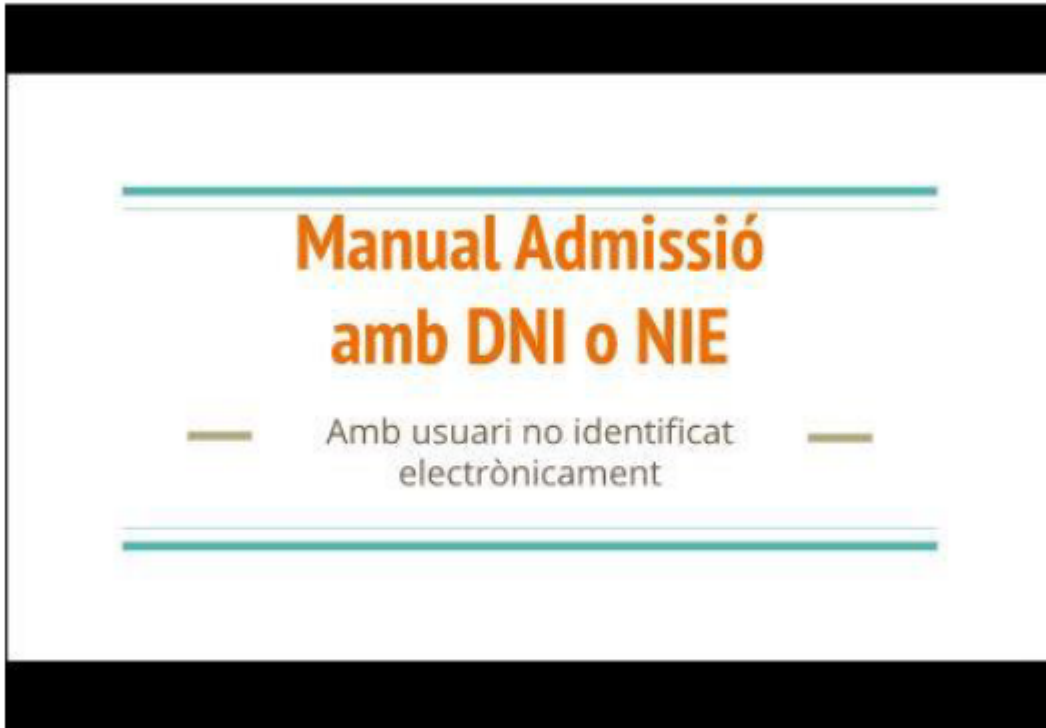 Manual Admissió
amb DNI o NIE
Amb usuari no identificat
electrònicament